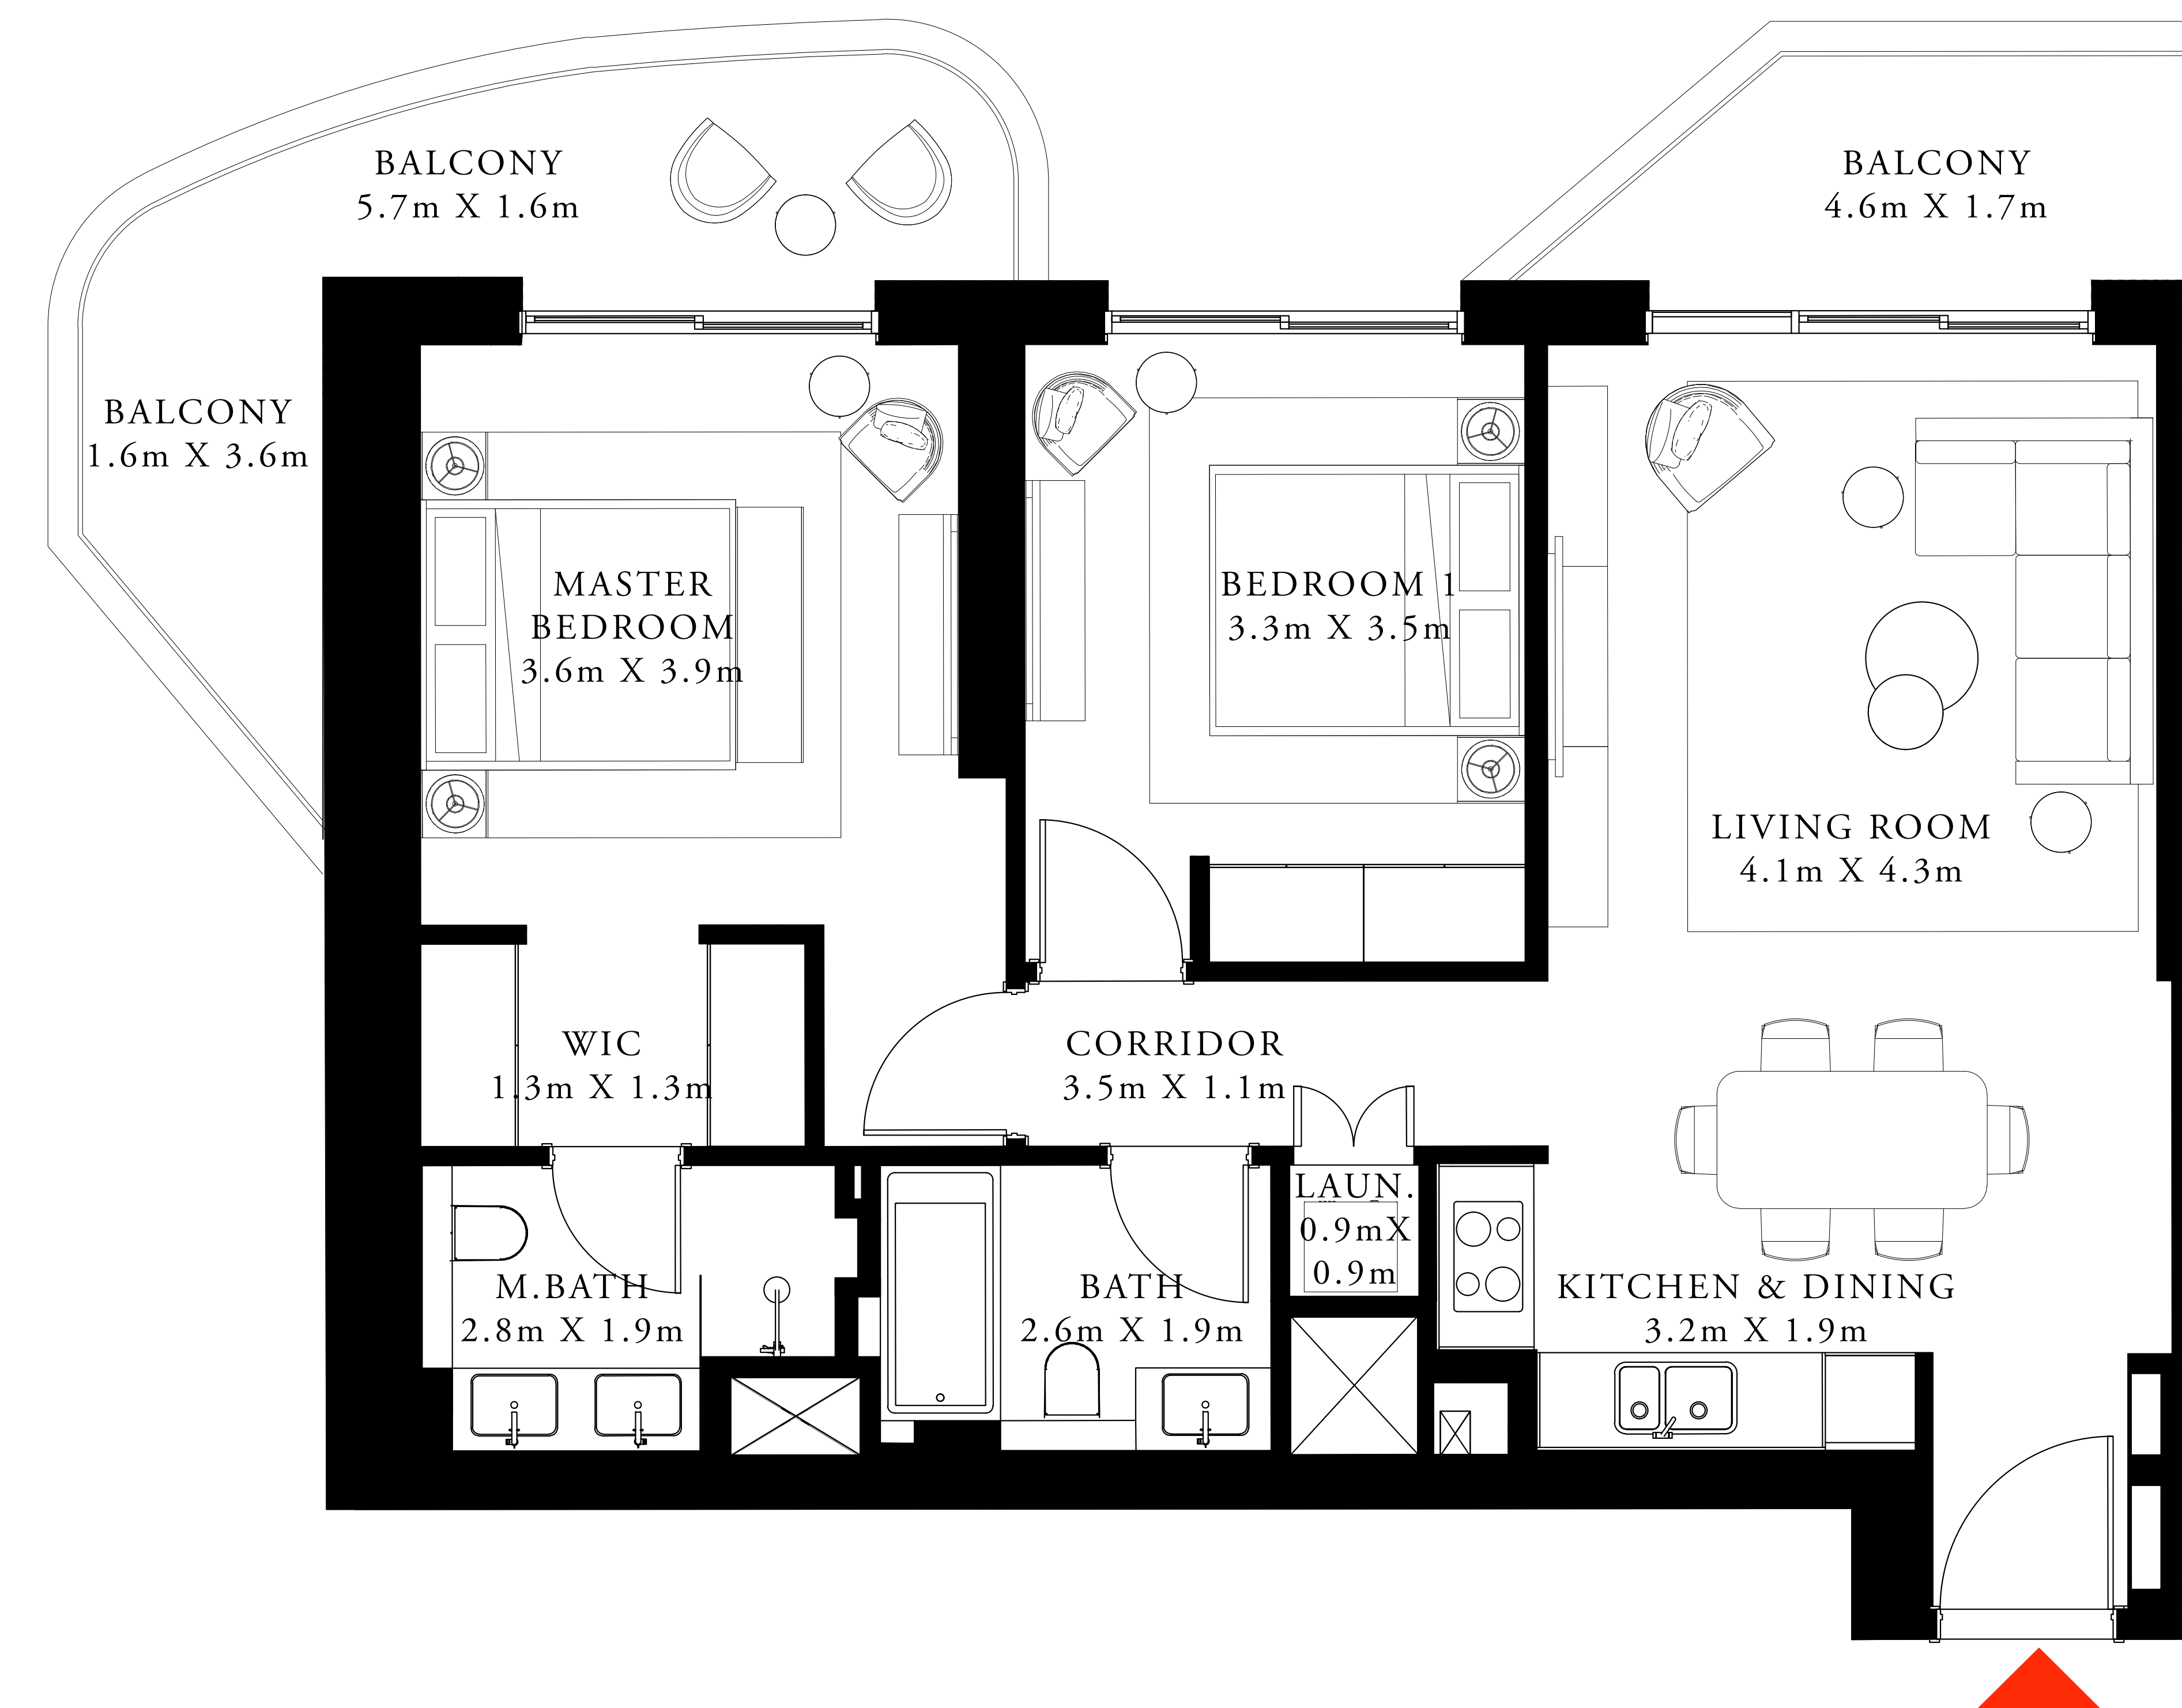 BALCONY
5.7m X 1.6m
BALCONY
4.6m X 1.7m
BALCONY
1.6m X 3.6m
MASTER
BEDROOM
3.6m X 3.9m
BEDROOM 1
3.3m X 3.5m
LIVING ROOM
4.1m X 4.3m
WIC
1.3m X 1.3m
CORRIDOR
3.5m X 1.1m
LAUN.
0.9mX
0.9m
M.BATH
2.8m X 1.9m
BATH
2.6m X 1.9m
KITCHEN & DINING
3.2m X 1.9m